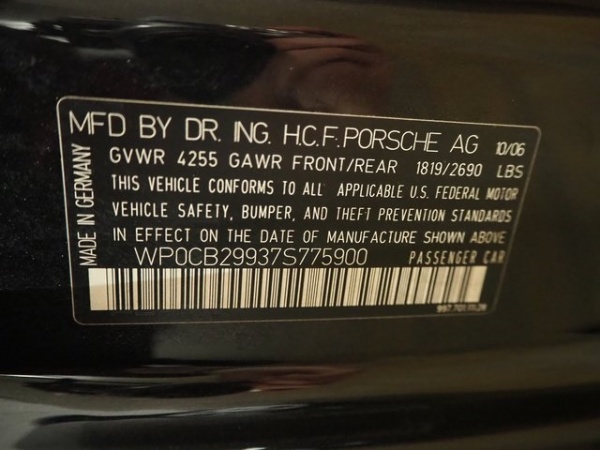 MFD BY DR. ING. H.C.F. PORSCHE AG 10/06
GVWR 4255 GAWR FRONT/REAR 1819/2690 LBS
THIS VEHICLE CONFORMS TO ALL APPLICABLE U.S. FEDERAL MOTOR
VEHICLE SAFETY, BUMPER, AND THEFT PREVENTION STANDARDS
IN EFFECT ON THE DATE OF MANUFACTURE SHOWN ABOVE
WP0CB29937S775900 PASSENGER CAR
MADE IN GERMANY